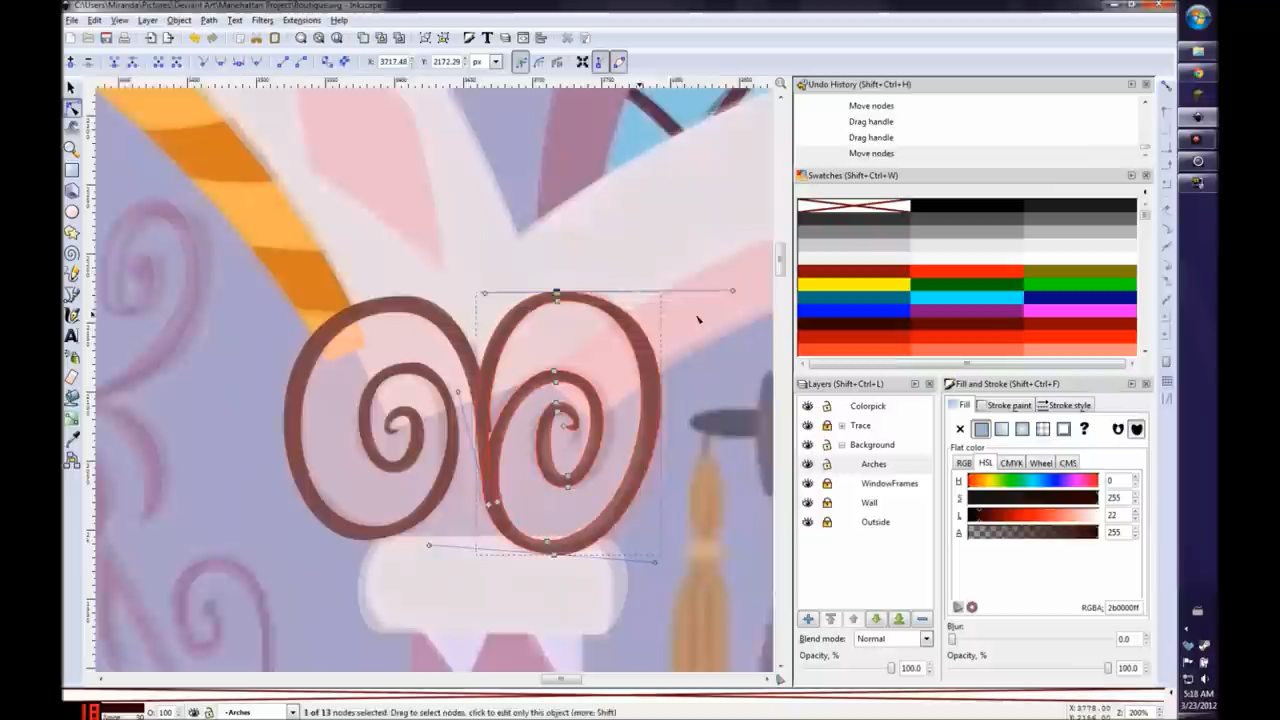 C:\Users\Miranda\Pictures\Deviant Art\Manehattan Project\Boutique.svg - Inkscape
File Edit View Layer Object Path Text Filters Extensions Help
X: 3717.48 Y: 2172.29 px
Undo History (Shift+Ctrl+H)
Move nodes
Drag handle
Drag handle
Move nodes
Swatches (Shift+Ctrl+W)
Layers (Shift+Ctrl+L) Fill and Stroke (Shift+Ctrl+F)
Colorpick
Trace
Background
Arches
WindowFrames
Wall
Outside
Fill Stroke paint Stroke style
Flat color
RGB HSL CMYK Wheel CMS
H 0
S 255
L 22
A 255
RGBA: 2b0000ff
Blend mode: Normal
Opacity, % 100.0
Blur:
0.0
Opacity, %
100.0
O: 100 -Arches 1 of 13 nodes selected. Drag to select nodes, click to edit only this object (more: Shift)
X:3778.00
Z: 200%
5:18 AM
3/23/2012